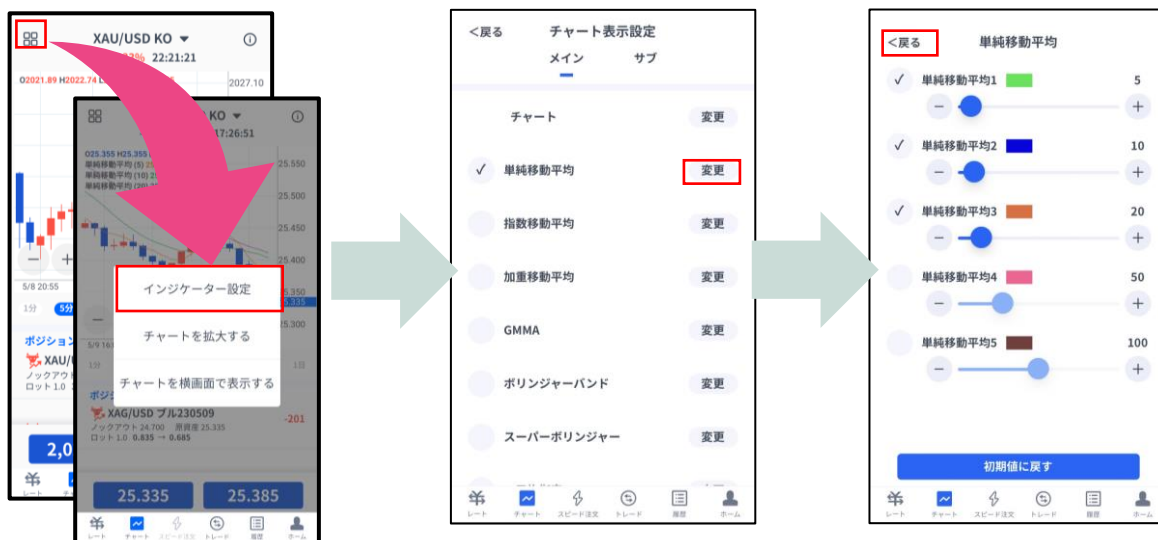 XAU/USD KO ▼
22:21:21
O2021.89 H2022.74
2027.10
5/8 20:55
1分
ポジション
ノックアウト
ロット 1.0
KO ▼
17:26:51
O25.355 H25.355
単純移動平均 (5)
単純移動平均 (10)
単純移動平均 (20)
25.550
25.500
25.450
25.400
25.350
25.335
25.300
インジケーター設定
チャートを拡大する
チャートを横画面で表示する
1分
XAG/USD ブル230509
-201
ノックアウト 24.700 原資産 25.335
ロット 1.0 0.835 → 0.685
25.335 25.385
レート チャート スピード注文 トレード 履歴 ホーム
<戻る チャート表示設定
メイン サブ
チャート 変更
✓ 単純移動平均 変更
指数移動平均 変更
加重移動平均 変更
GMMA 変更
ボリンジャーバンド 変更
スーパーボリンジャー 変更
レート チャート スピード注文 トレード 履歴 ホーム
<戻る 単純移動平均
✓ 単純移動平均1 5
− +
✓ 単純移動平均2 10
− +
✓ 単純移動平均3 20
− +
単純移動平均4 50
− +
単純移動平均5 100
− +
初期値に戻す
レート チャート スピード注文 トレード 履歴 ホーム